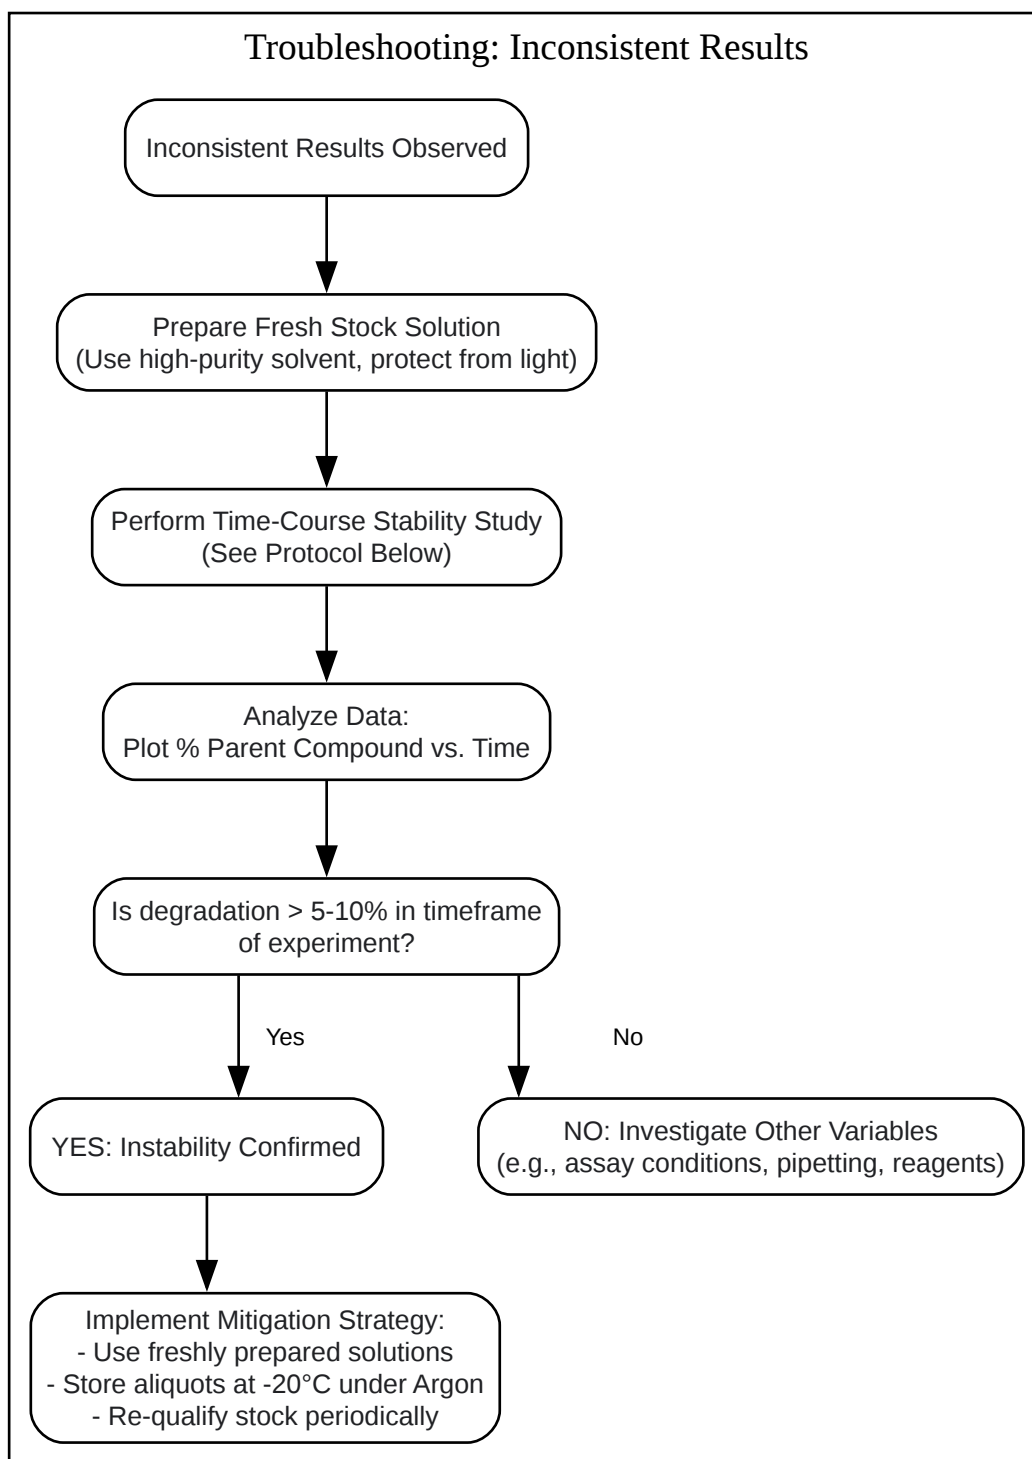 Troubleshooting: Inconsistent Results
Inconsistent Results Observed
Prepare Fresh Stock Solution
(Use high-purity solvent, protect from light)
Perform Time-Course Stability Study
(See Protocol Below)
Analyze Data:
Plot % Parent Compound vs. Time
Is degradation > 5-10% in timeframe
of experiment?
Yes
No
YES: Instability Confirmed
NO: Investigate Other Variables
(e.g., assay conditions, pipetting, reagents)
Implement Mitigation Strategy:
- Use freshly prepared solutions
- Store aliquots at -20°C under Argon
- Re-qualify stock periodically